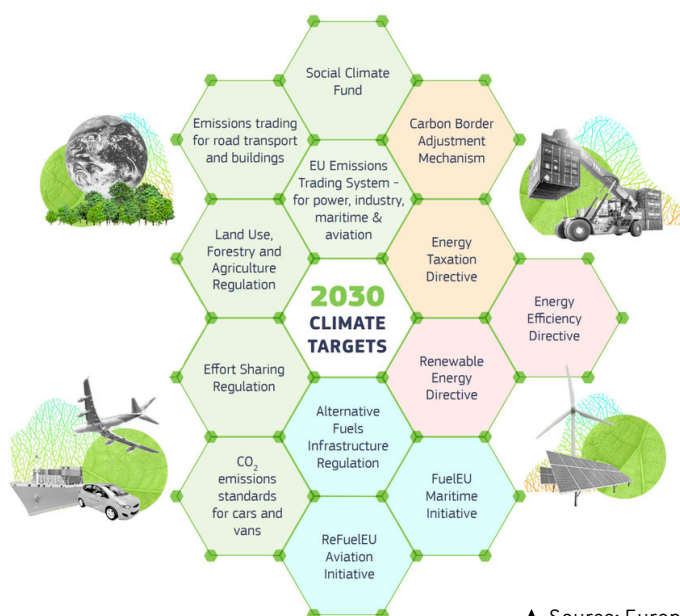 Social Climate
Fund
Emissions trading
for road transport
and buildings
Carbon Border
Adjustment
Mechanism
EU Emissions
Trading System -
for power, industry,
maritime &
aviation
Land Use,
Forestry and
Agriculture
Regulation
Energy
Taxation
Directive
2030
CLIMATE
TARGETS
Energy
Efficiency
Directive
Effort Sharing
Regulation
Renewable
Energy
Directive
Alternative
Fuels
Infrastructure
Regulation
CO₂
emissions
standards
for cars and
vans
FuelEU
Maritime
Initiative
ReFuelEU
Aviation
Initiative
▲ Source: